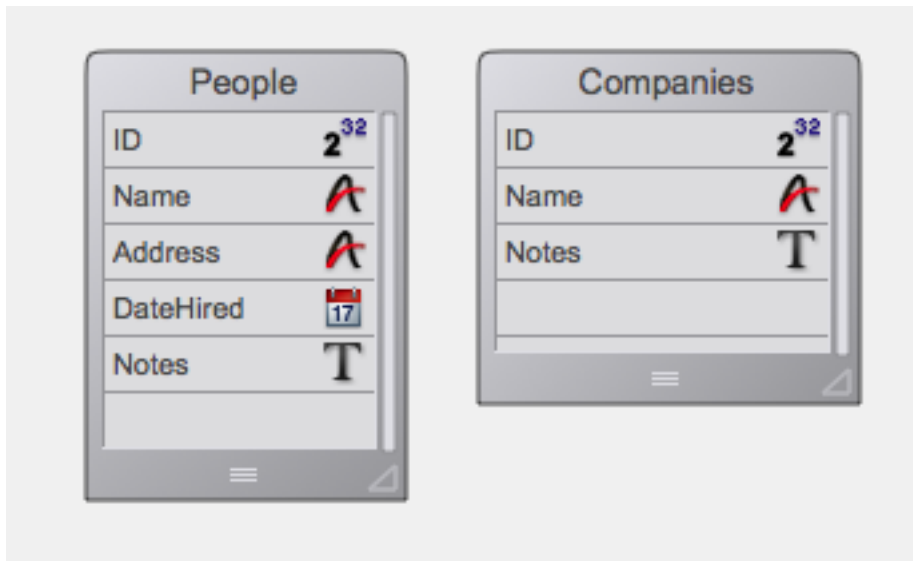 People
ID 2³²
Name A
Address A
DateHired 17
Notes T
Companies
ID 2³²
Name A
Notes T